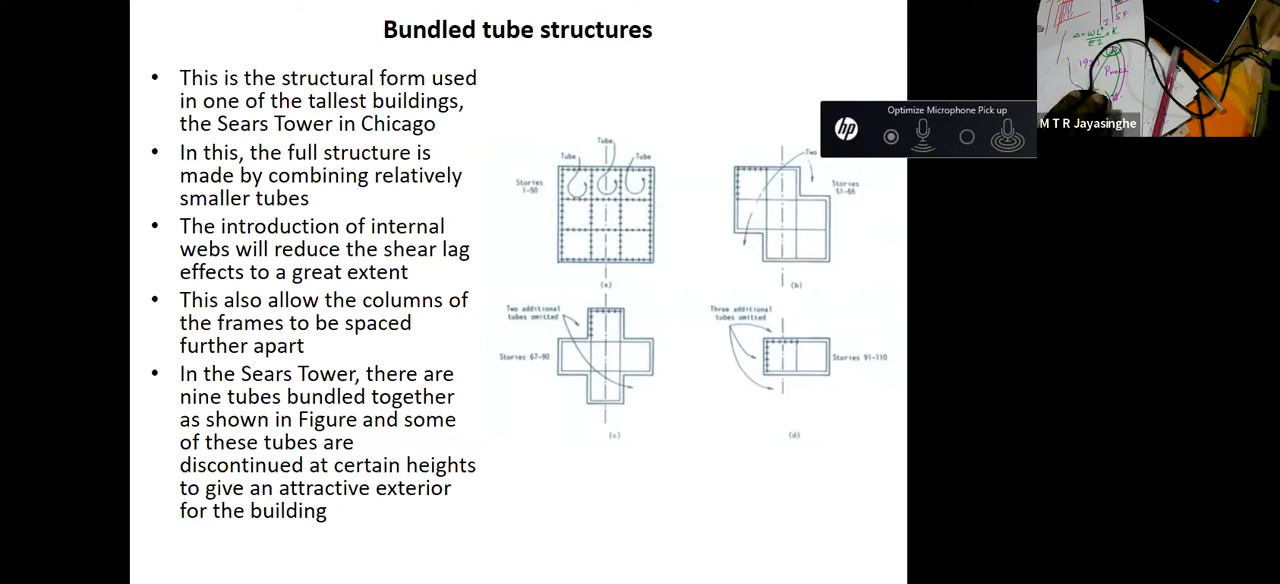 Bundled tube structures
• This is the structural form used
in one of the tallest buildings,
the Sears Tower in Chicago
• In this, the full structure is
made by combining relatively
smaller tubes
• The introduction of internal
webs will reduce the shear lag
effects to a great extent
• This also allow the columns of
the frames to be spaced
further apart
• In the Sears Tower, there are
nine tubes bundled together
as shown in Figure and some
of these tubes are
discontinued at certain heights
to give an attractive exterior
for the building
Tube
Tube
Tube
Stories
1-50
(a)
Two
Stories
51-66
(b)
Two additional
tubes omitted
Stories 67-90
(c)
Three additional
tubes omitted
Stories 91-110
(d)
hp
Optimize Microphone Pick up
M T R Jayasinghe
S F